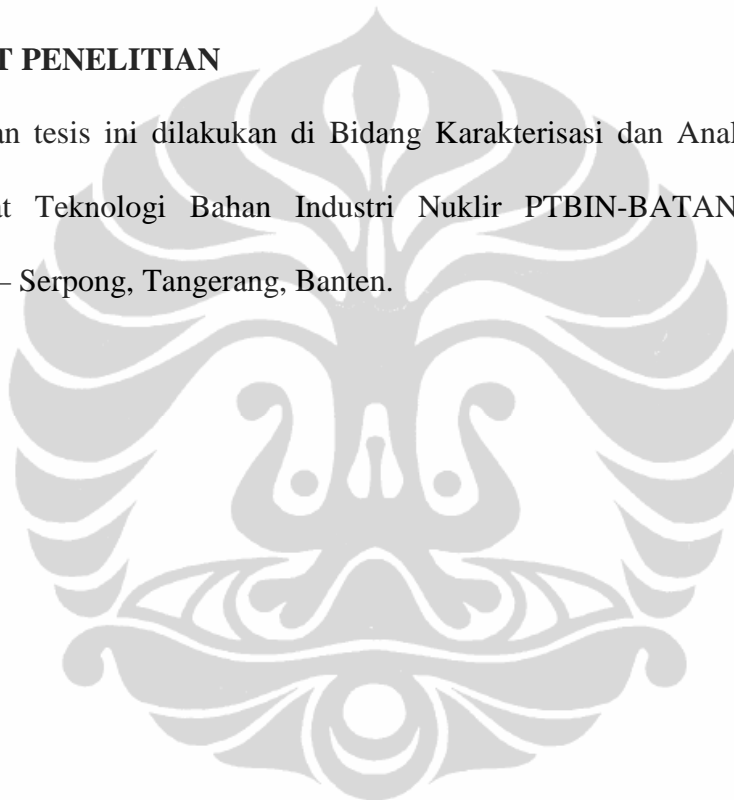 T PENELITIAN
an tesis ini dilakukan di Bidang Karakterisasi dan Anal
at Teknologi Bahan Industri Nuklir PTBIN-BATAN
– Serpong, Tangerang, Banten.